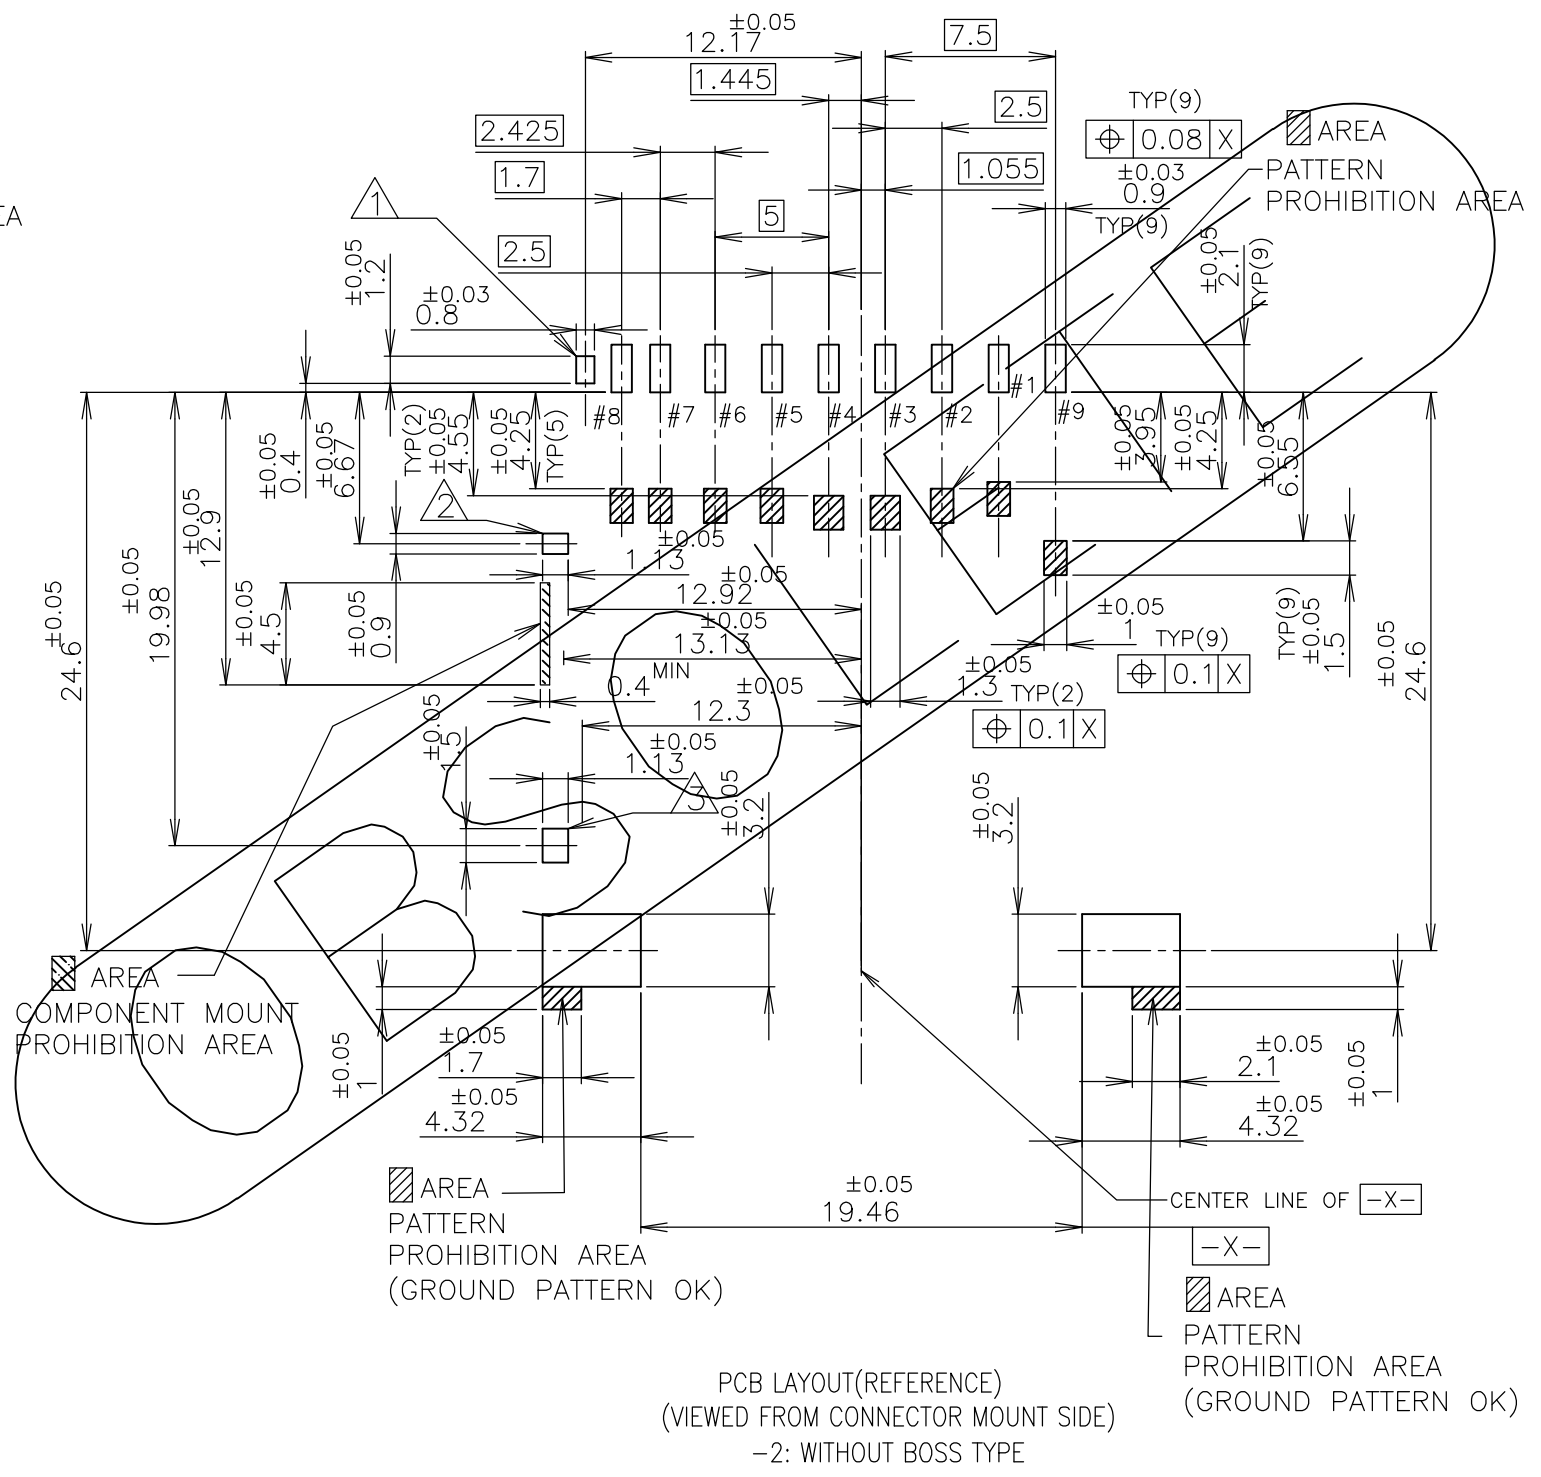 ±0.05
12.17
7.5
1.445
2.5
TYP(9)
⌖ 0.08 X
AREA
PATTERN
PROHIBITION AREA
2.425
1.7
1.055
±0.03
0.9
TYP(9)
1
5
2.5
EA
±0.05
1.2
±0.03
0.8
±0.05
2.1
TYP(9)
#8
#7
#6
#5
#4
#3
#2
#1
#9
±0.05
0.4
±0.05
6.67
TYP(2)
±0.05
4.55
±0.05
4.25
TYP(5)
±0.05
3.95
±0.05
4.25
±0.05
6.55
2
±0.05
12.9
±0.05
19.98
±0.05
24.6
±0.05
4.5
±0.05
0.9
±0.05
1.13
±0.05
12.92
±0.05
13.13
MIN
0.4
±0.05
12.3
±0.05
1.13
3
±0.05
1.5
±0.05
3.2
±0.05
1.3
TYP(2)
⌖ 0.1 X
±0.05
1
TYP(9)
⌖ 0.1 X
TYP(9)
±0.05
1.5
±0.05
24.6
±0.05
3.2
OBSOLETE
AREA
COMPONENT MOUNT
PROHIBITION AREA
±0.05
1
±0.05
1.7
±0.05
4.32
±0.05
2.1
±0.05
4.32
±0.05
1
AREA
PATTERN
PROHIBITION AREA
(GROUND PATTERN OK)
±0.05
19.46
CENTER LINE OF -X-
-X-
AREA
PATTERN
PROHIBITION AREA
(GROUND PATTERN OK)
PCB LAYOUT(REFERENCE)
(VIEWED FROM CONNECTOR MOUNT SIDE)
-2: WITHOUT BOSS TYPE